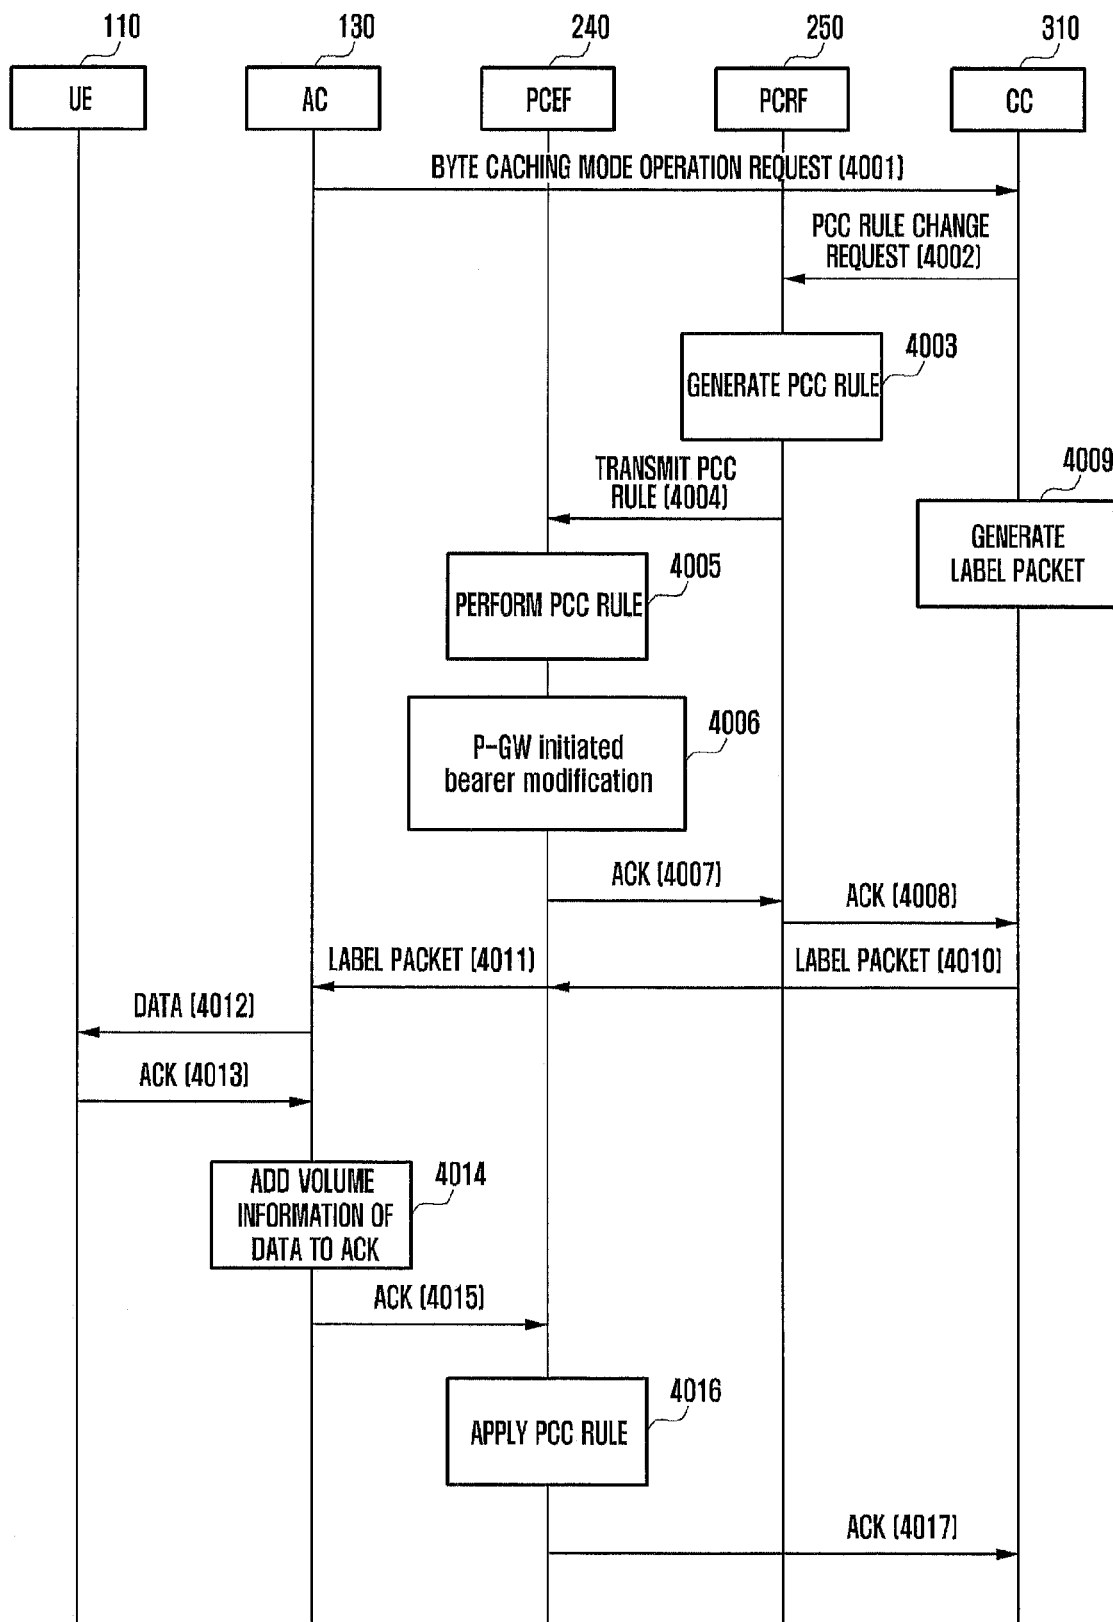 110
130
240
250
310
UE
AC
PCEF
PCRF
CC
BYTE CACHING MODE OPERATION REQUEST (4001)
PCC RULE CHANGE
REQUEST (4002)
4003
GENERATE PCC RULE
TRANSMIT PCC
RULE (4004)
4009
GENERATE
LABEL PACKET
4005
PERFORM PCC RULE
4006
P-GW initiated
bearer modification
ACK (4007)
ACK (4008)
LABEL PACKET (4011)
LABEL PACKET (4010)
DATA (4012)
ACK (4013)
4014
ADD VOLUME
INFORMATION OF
DATA TO ACK
ACK (4015)
4016
APPLY PCC RULE
ACK (4017)